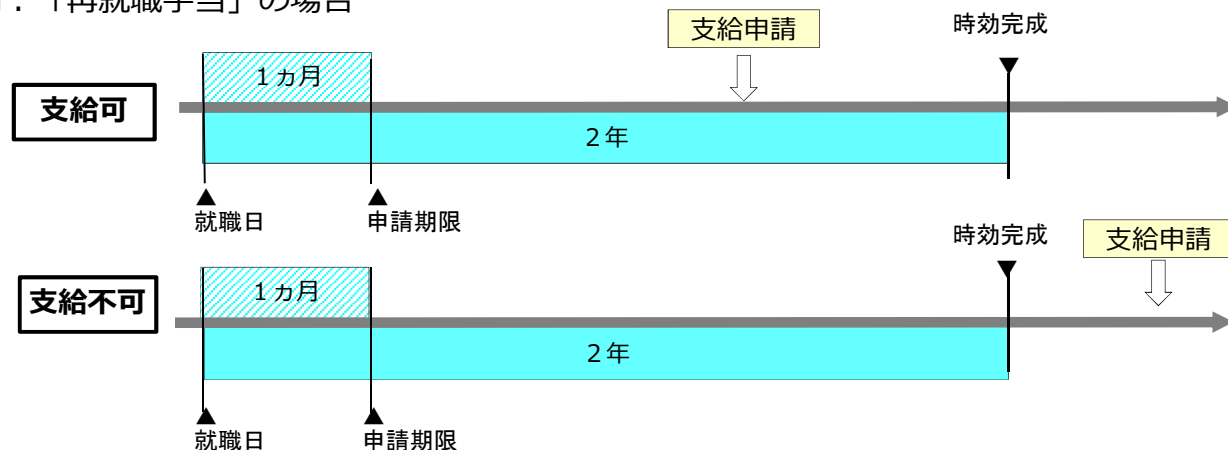 「再就職手当」の場合
支給申請
時効完成
１ヵ月
支給可
２年
就職日
申請期限
時効完成
支給申請
１ヵ月
支給不可
２年
就職日
申請期限